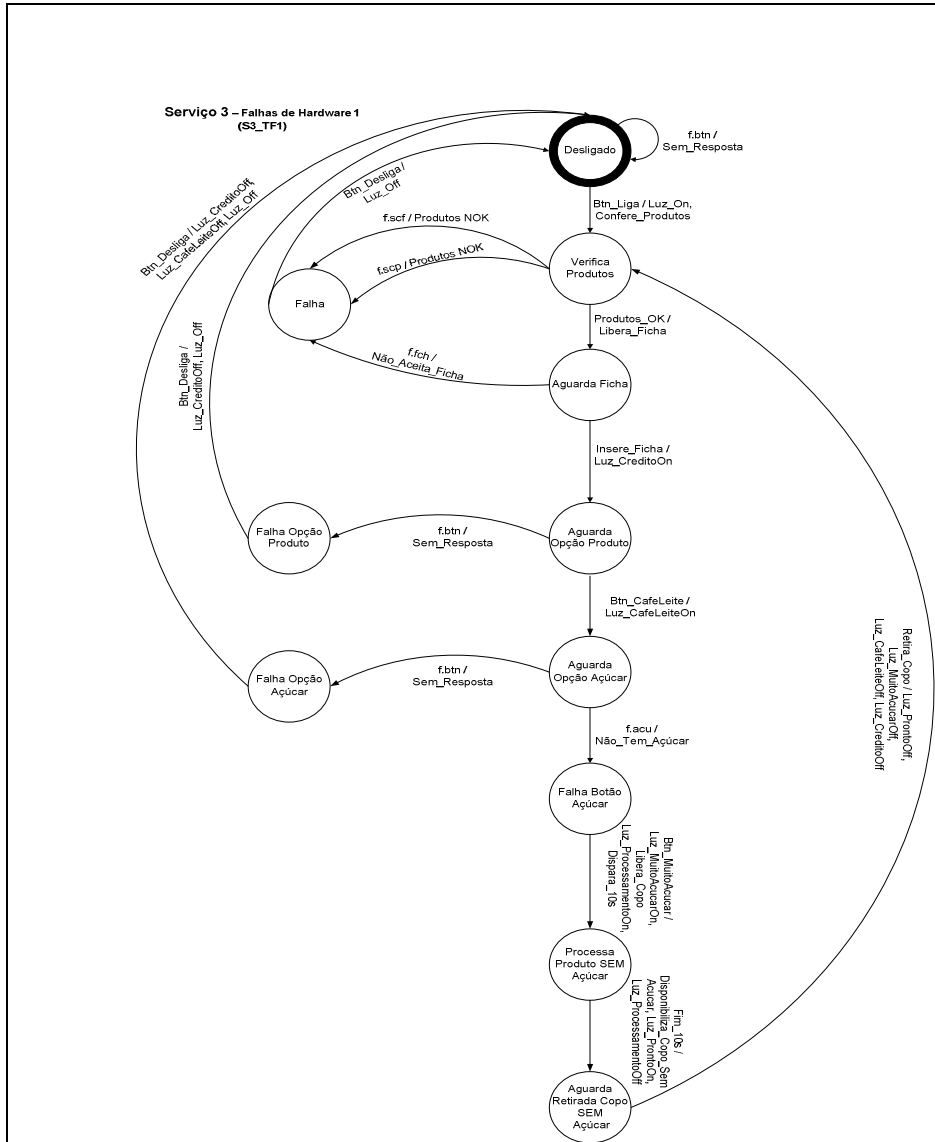 Serviço 3 – Falhas de Hardware 1
(S3_TF1)
Desligado
f.btn /
Sem_Resposta
Btn_Desliga /
Luz_Off
Btn_Liga / Luz_On,
Confere_Produtos
f.scf / Produtos NOK
f.scp / Produtos NOK
Verifica
Produtos
Falha
Btn_Desliga / Luz_CreditoOff,
Luz_CafeLeiteOff, Luz_Off
Produtos_OK /
Libera_Ficha
f.fch /
Não_Aceita_Ficha
Aguarda Ficha
Btn_Desliga /
Luz_CreditoOff, Luz_Off
Insere_Ficha /
Luz_CreditoOn
Falha Opção
Produto
f.btn /
Sem_Resposta
Aguarda
Opção Produto
Btn_CafeLeite /
Luz_CafeLeiteOn
Falha Opção
Açúcar
f.btn /
Sem_Resposta
Aguarda
Opção Açúcar
Retira_Copo / Luz_ProntoOff,
Luz_MuitoAcucarOff,
Luz_CafeLeiteOff, Luz_CreditoOff
f.acu /
Não_Tem_Açúcar
Falha Botão
Açúcar
Btn_MuitoAcucar /
Luz_MuitoAcucarOn,
Libera_Copo
Luz_ProcessamentoOn,
Dispara_10s
Processa
Produto SEM
Açúcar
Fim_10s /
Disponibiliza_Copo_Sem
Acucar, Luz_ProntoOn,
Luz_ProcessamentoOff
Aguarda
Retirada Copo
SEM
Açúcar